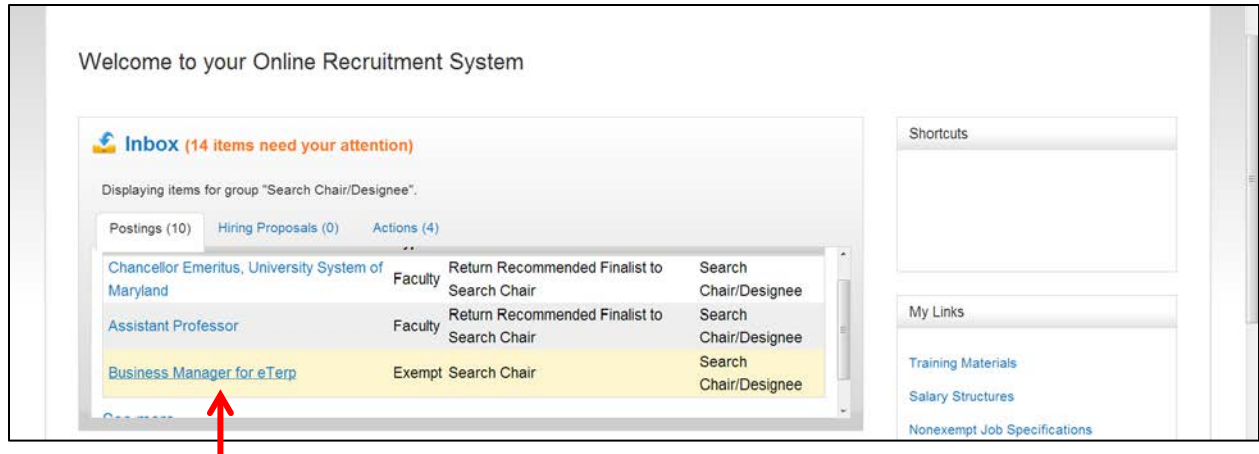 Welcome to your Online Recruitment System
Inbox (14 items need your attention)
Displaying items for group "Search Chair/Designee".
Postings (10) Hiring Proposals (0) Actions (4)
Chancellor Emeritus, University System of Maryland Faculty Return Recommended Finalist to Search Chair Search Chair/Designee
Assistant Professor Faculty Return Recommended Finalist to Search Chair Search Chair/Designee
Business Manager for eTerp Exempt Search Chair Search Chair/Designee
Shortcuts
My Links
Training Materials
Salary Structures
Nonexempt Job Specifications